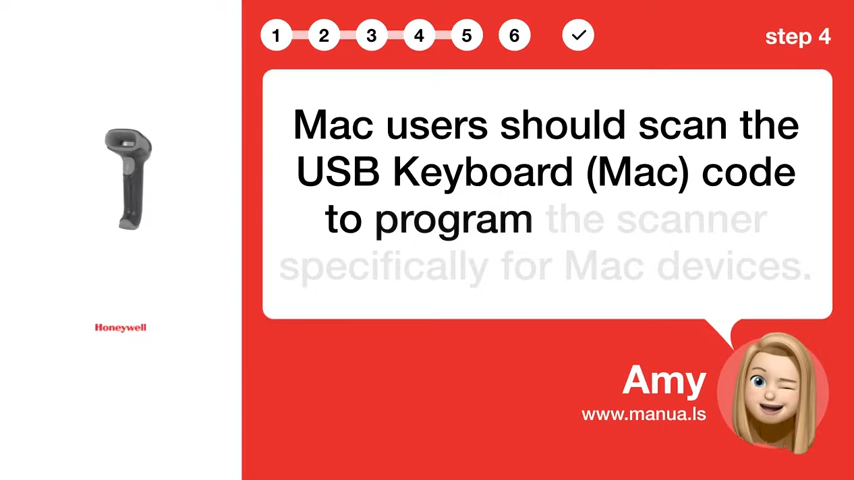 1 2 3 4 5 6
step 4
Mac users should scan the
USB Keyboard (Mac) code
to program the scanner
specifically for Mac devices.
Honeywell
Amy
www.manua.ls